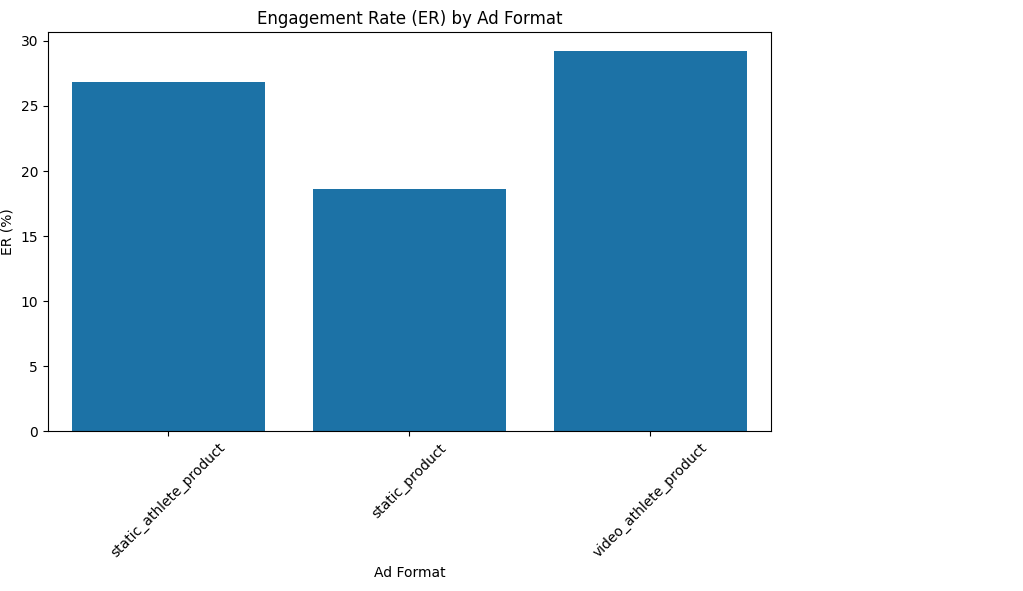 Engagement Rate (ER) by Ad Format
30
25
20
15
10
5
0
ER (%)
static_athlete_product
static_product
video_athlete_product
Ad Format